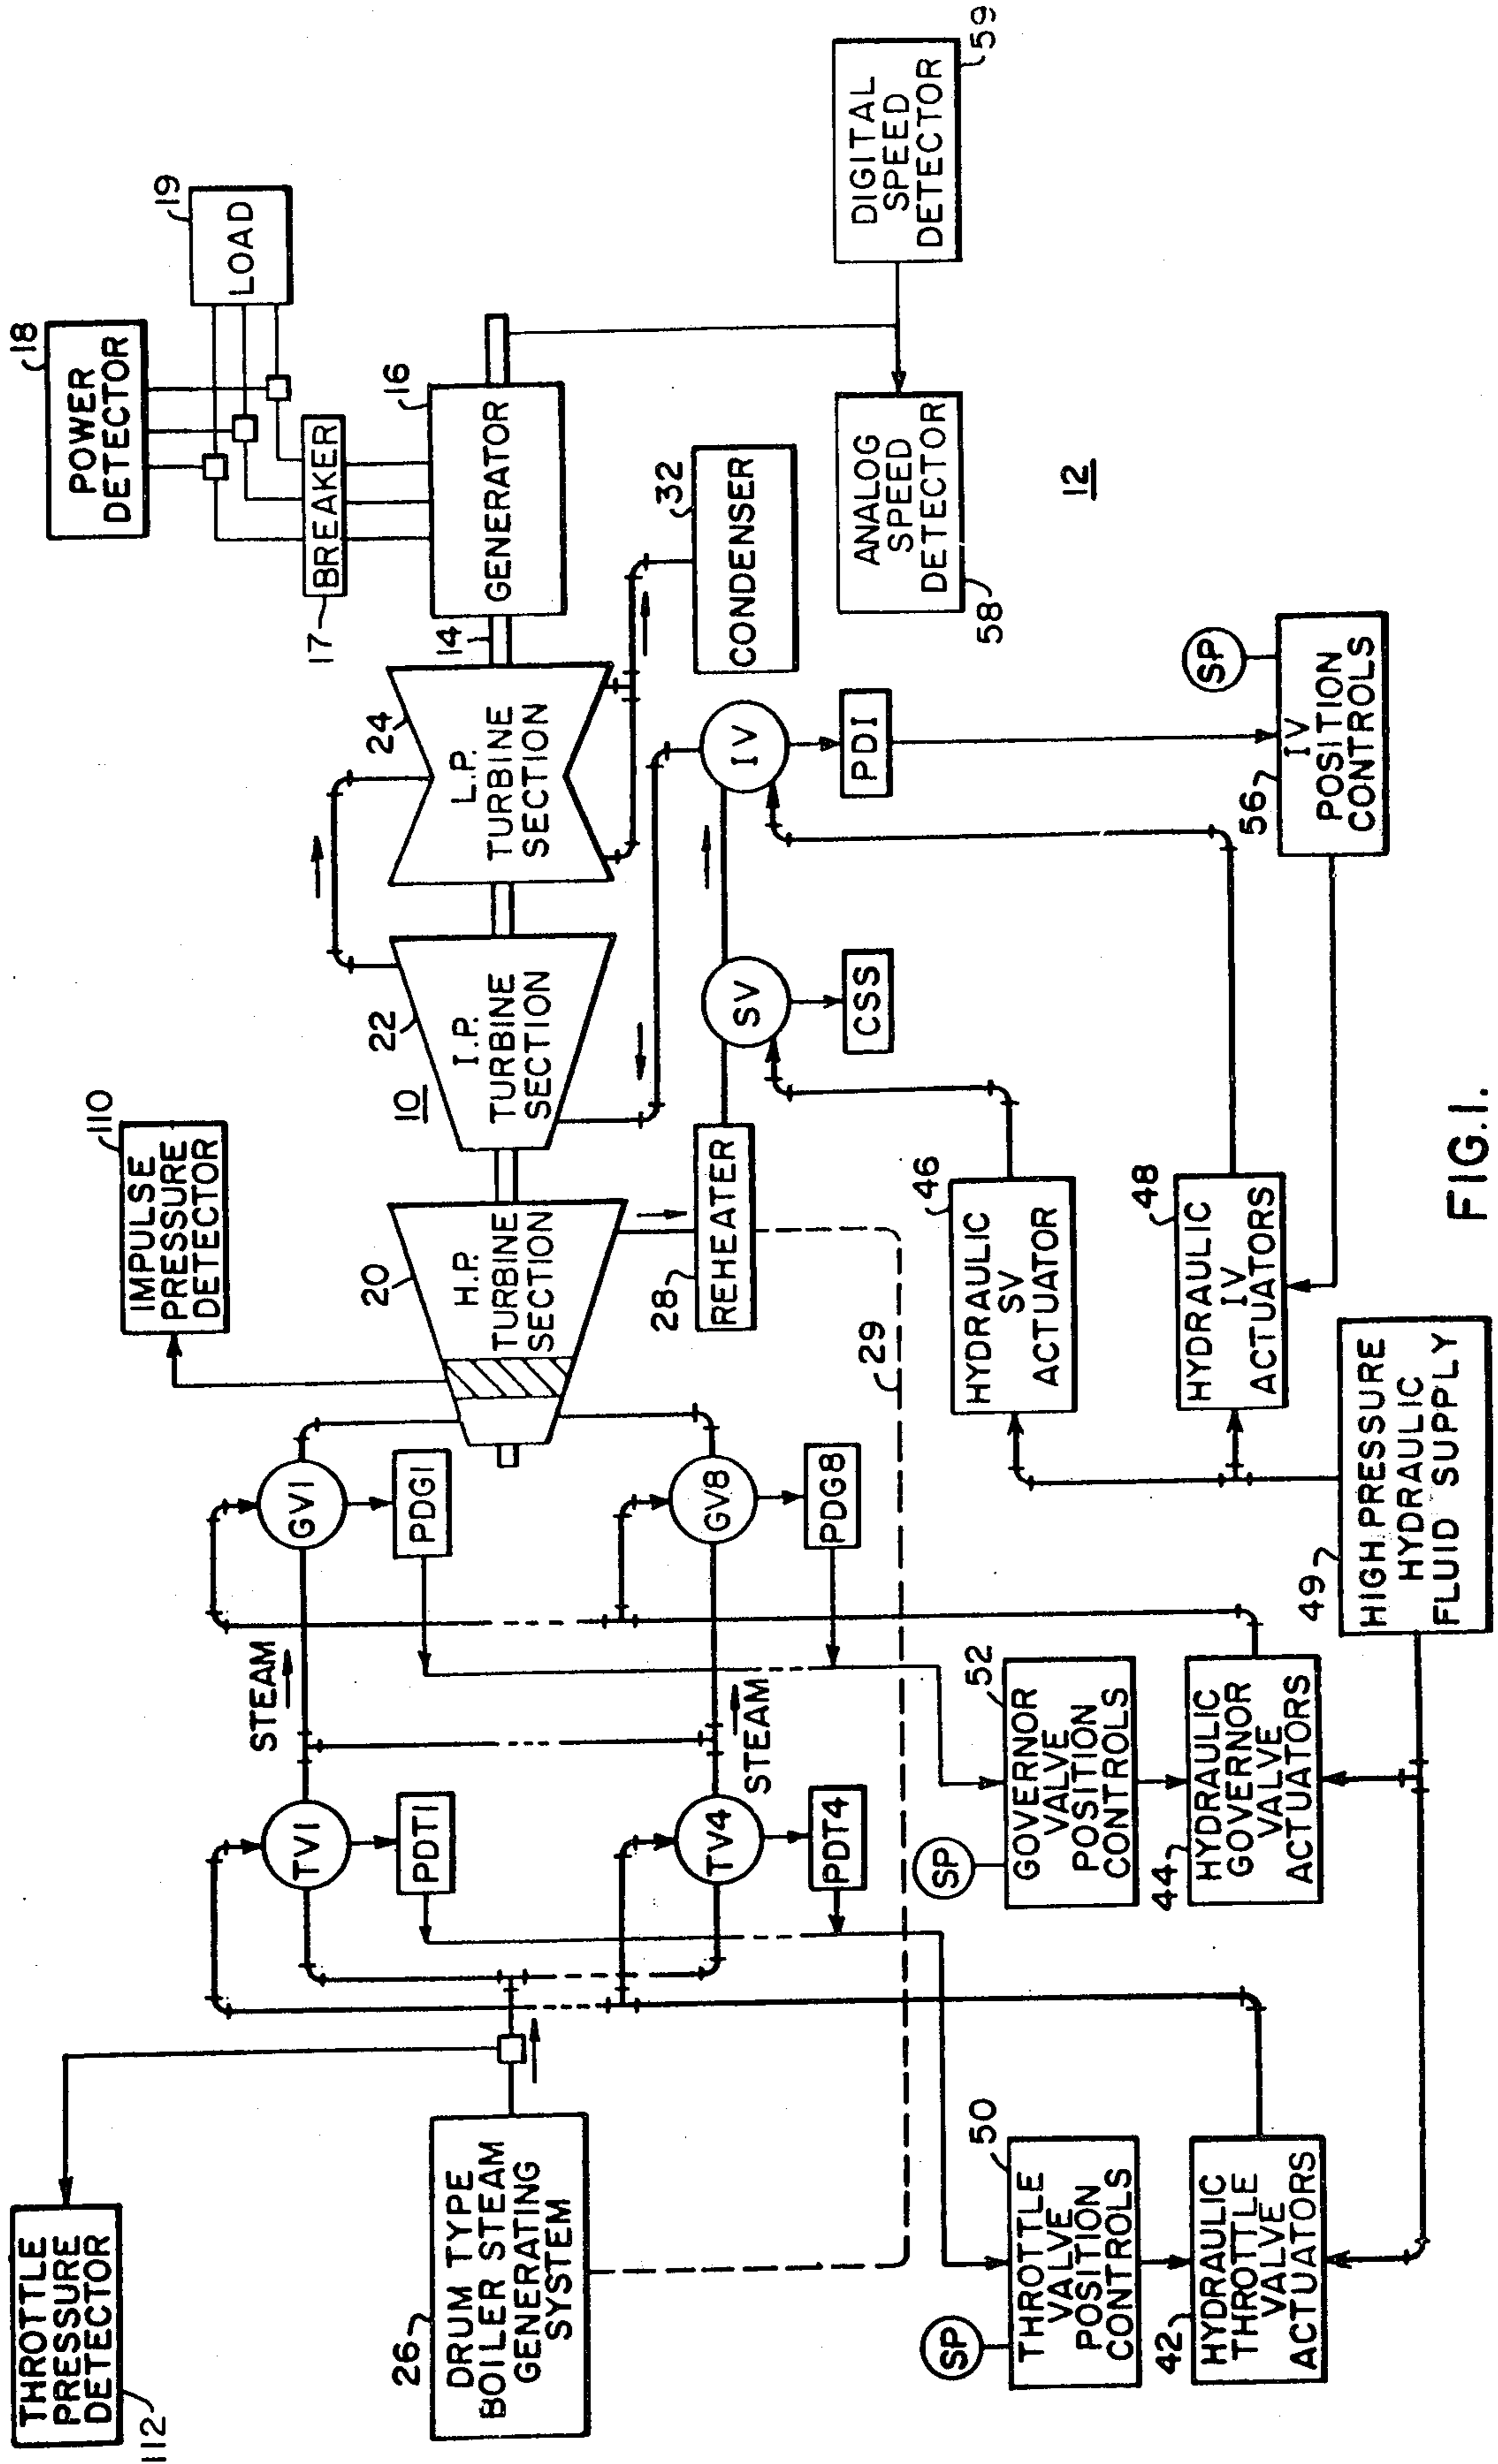 THROTTLE
PRESSURE
DETECTOR
112
IMPULSE
PRESSURE
DETECTOR
110
POWER
DETECTOR
18
LOAD
19
BREAKER
17
26
DRUM TYPE
BOILER STEAM
GENERATING
SYSTEM
TV1
PDT1
TV4
PDT4
STEAM
STEAM
GV1
PDG1
GV8
PDG8
20
H.P.
TURBINE
SECTION
10
22
I.P.
TURBINE
SECTION
24
L.P.
TURBINE
SECTION
14
GENERATOR
16
28
REHEATER
29
SV
CSS
IV
PDI
CONDENSER
32
ANALOG
SPEED
DETECTOR
58
DIGITAL
SPEED
DETECTOR
59
12
SP
50
THROTTLE
VALVE
POSITION
CONTROLS
42
HYDRAULIC
THROTTLE
VALVE
ACTUATORS
SP
52
GOVERNOR
VALVE
POSITION
CONTROLS
44
HYDRAULIC
GOVERNOR
VALVE
ACTUATORS
46
HYDRAULIC
SV
ACTUATOR
48
HYDRAULIC
IV
ACTUATORS
49
HIGH PRESSURE
HYDRAULIC
FLUID SUPPLY
SP
56
IV
POSITION
CONTROLS
FIG.1.